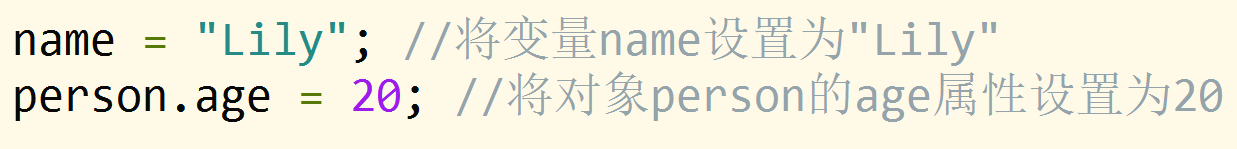 name = "Lily"; //将变量name设置为"Lily"
person.age = 20; //将对象person的age属性设置为20